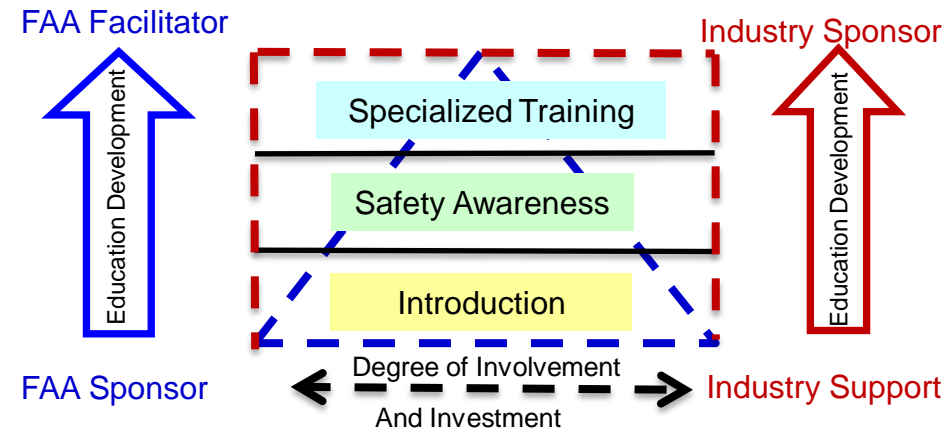 FAA Facilitator
Industry Sponsor
Education Development
Specialized Training
Safety Awareness
Introduction
Education Development
FAA Sponsor
Degree of Involvement
And Investment
Industry Support